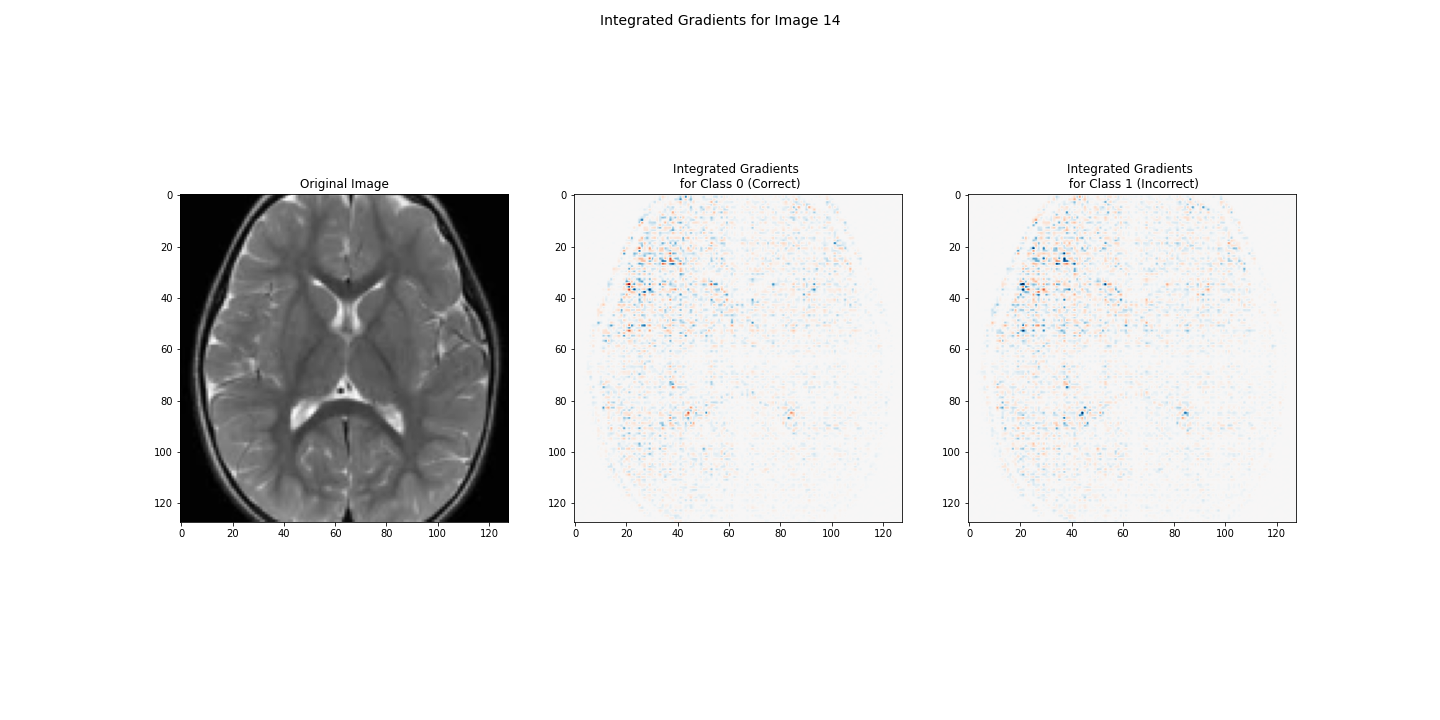 Integrated Gradients for Image 14
Original Image
0
20
40
60
80
100
120
0 20 40 60 80 100 120
Integrated Gradients
for Class 0 (Correct)
0
20
40
60
80
100
120
0 20 40 60 80 100 120
Integrated Gradients
for Class 1 (Incorrect)
0
20
40
60
80
100
120
0 20 40 60 80 100 120